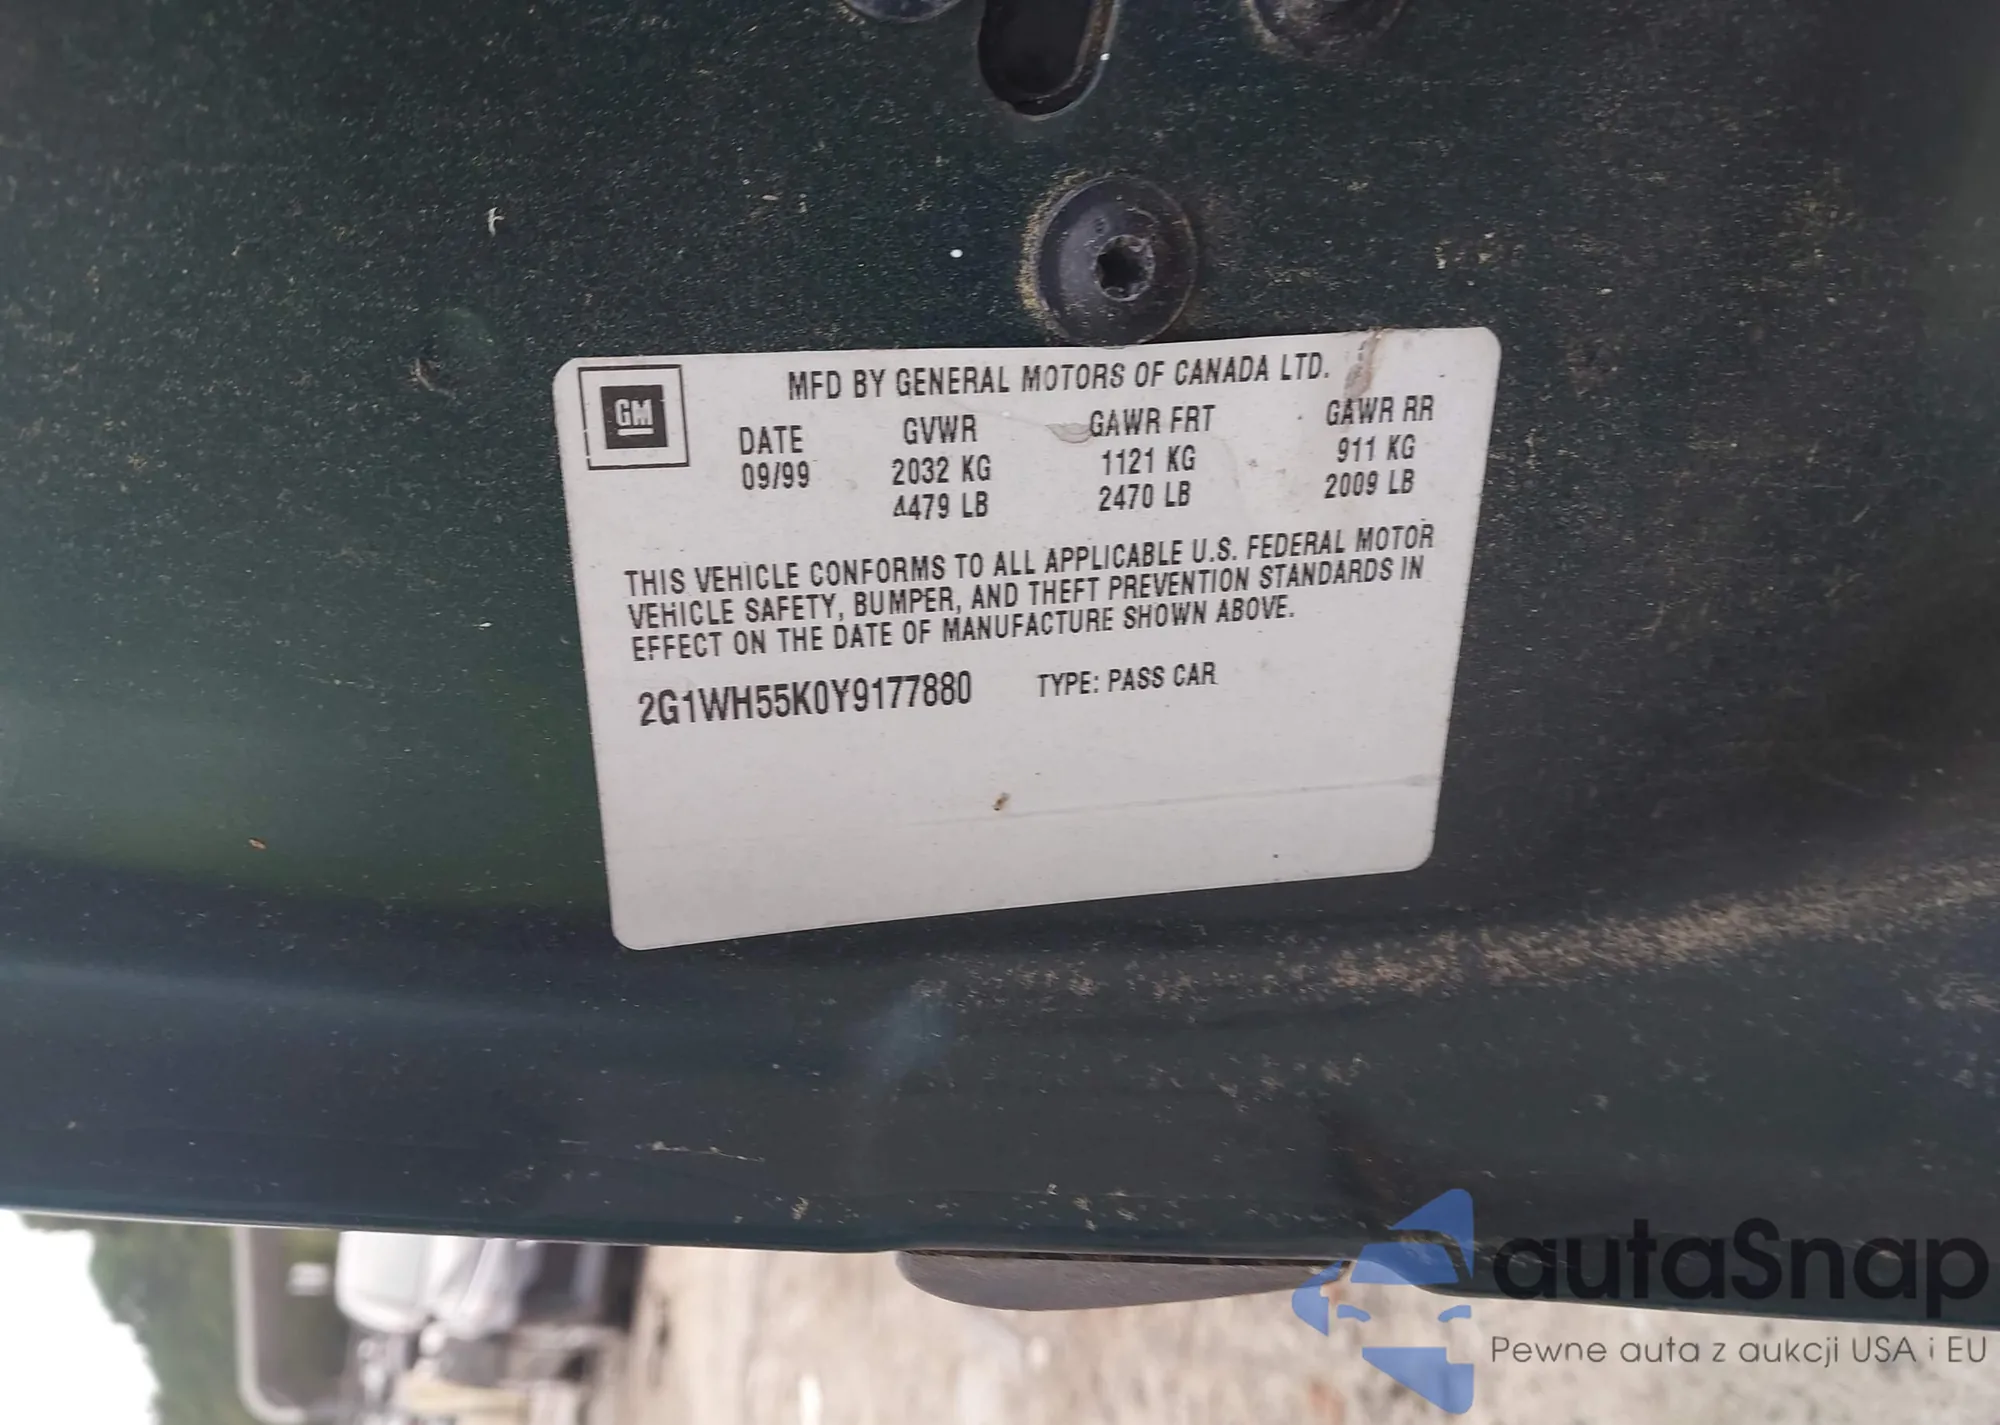 GM
MFD BY GENERAL MOTORS OF CANADA LTD.
DATE GVWR GAWR FRT GAWR RR
09/99 2032 KG 1121 KG 911 KG
4479 LB 2470 LB 2009 LB
THIS VEHICLE CONFORMS TO ALL APPLICABLE U.S. FEDERAL MOTOR
VEHICLE SAFETY, BUMPER, AND THEFT PREVENTION STANDARDS IN
EFFECT ON THE DATE OF MANUFACTURE SHOWN ABOVE.
2G1WH55K0Y9177880 TYPE: PASS CAR
autaSnap
Pewne auta z aukcji USA i EU